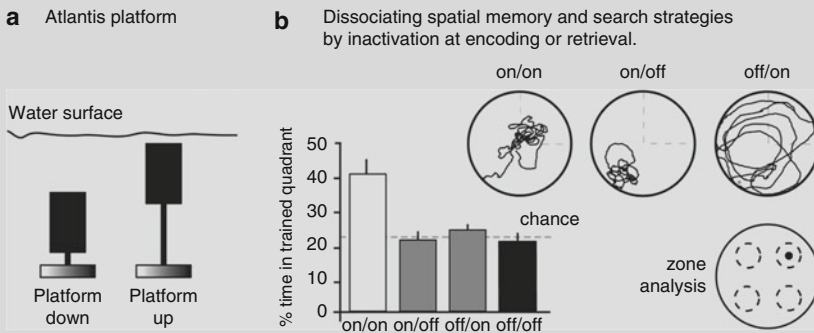 a Atlantis platform
b Dissociating spatial memory and search strategies
by inactivation at encoding or retrieval.
Water surface
Platform
down
Platform
up
on/on
on/off
off/on
% time in trained quadrant
50
40
30
20
10
0
chance
on/on on/off off/on off/off
zone
analysis